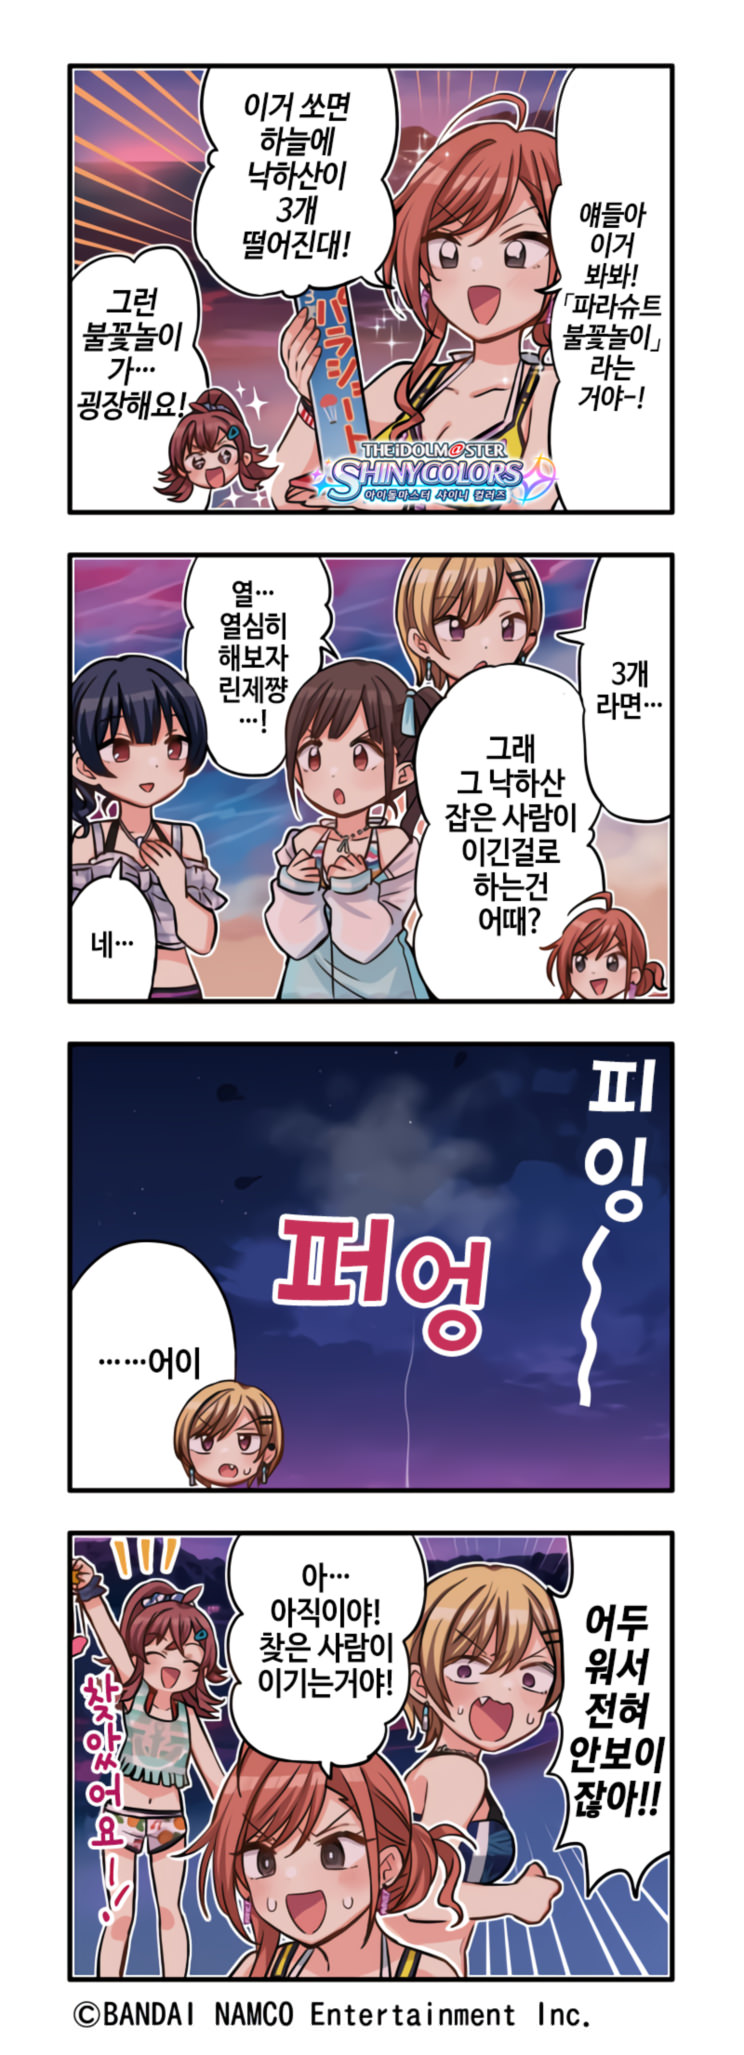 얘들아
이거
봐봐!
「파라슈트
불꽃놀이」
라는
거야-!
이거 쏘면
하늘에
낙하산이
3개
떨어진대!
パラシュート
그런
불꽃놀이
가…
굉장해요!
THE iDOLM@STER
SHINYCOLORS
아이돌마스터 샤이니 컬러즈
3개
라면…
그래
그 낙하산
잡은 사람이
이긴걸로
하는건
어때?
열…
열심히
해보자
린제쨩
…!
네…
피잉
퍼엉
……어이
어두
워서
전혀
안보이
잖아!!
아…
아직이야!
찾은 사람이
이기는거야!
찾았어요ー!
©BANDAI NAMCO Entertainment Inc.